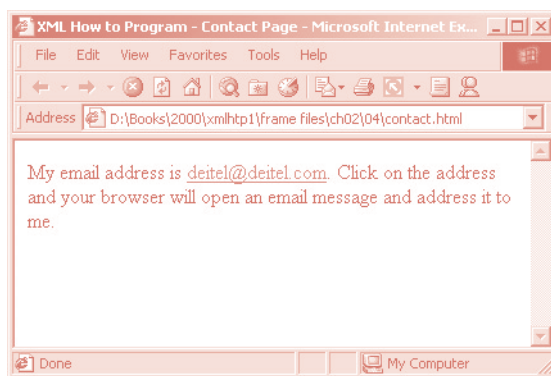 XML How to Program - Contact Page - Microsoft Internet Ex...
File Edit View Favorites Tools Help
Address D:\Books\2000\xmlhtp1\frame files\ch02\04\contact.html
My email address is deitel@deitel.com. Click on the address
and your browser will open an email message and address it to
me.
Done My Computer